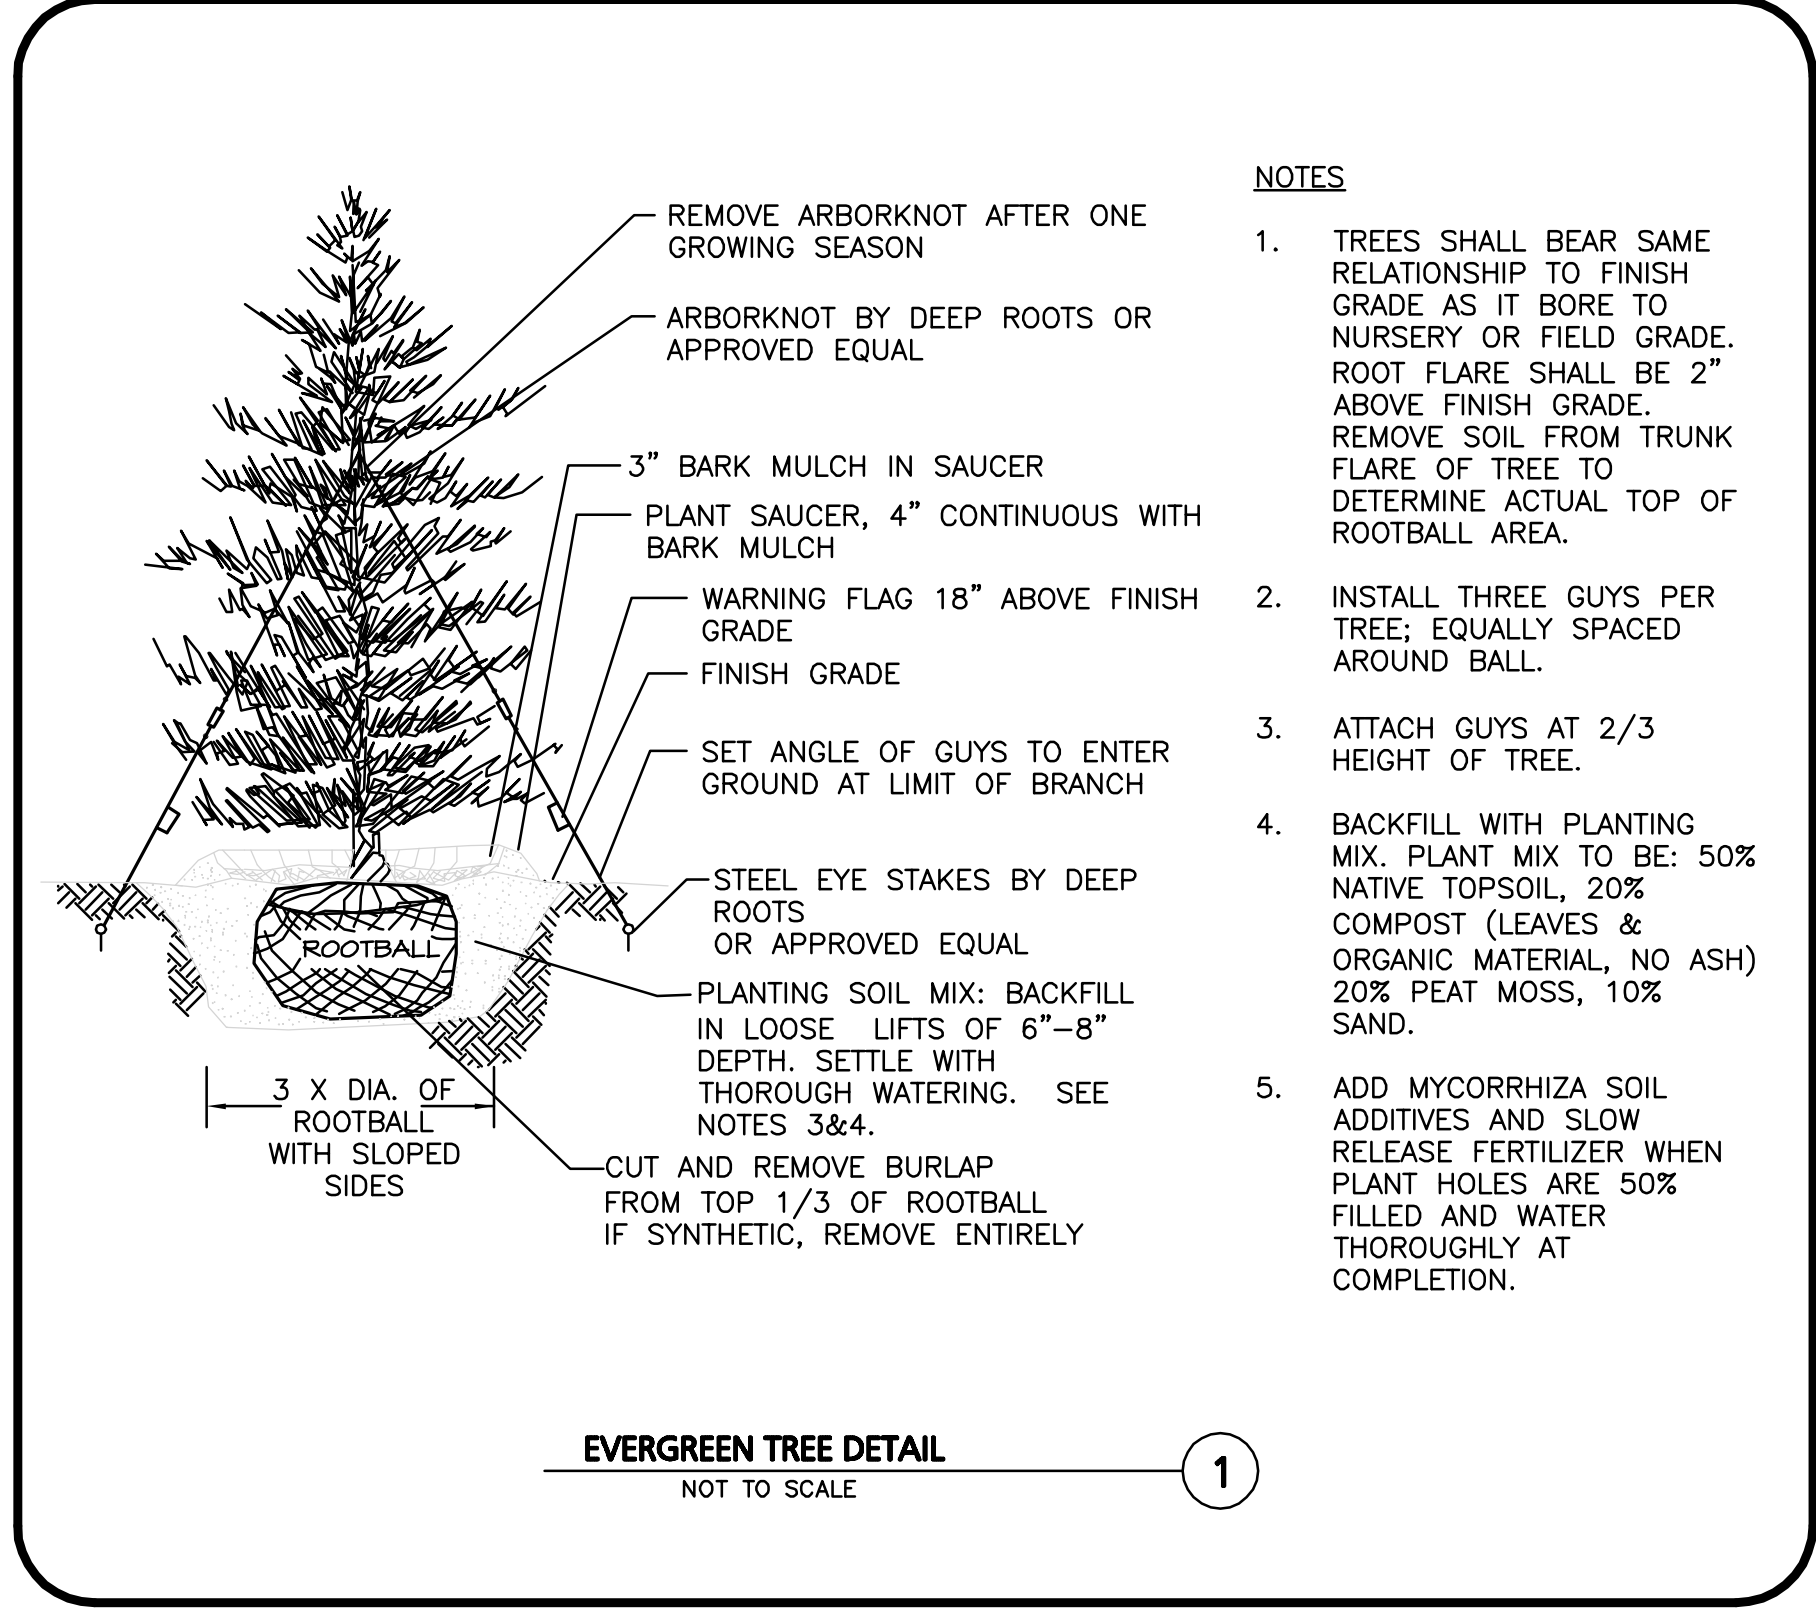 REMOVE ARBORKNOT AFTER ONE
GROWING SEASON
ARBORKNOT BY DEEP ROOTS OR
APPROVED EQUAL
3” BARK MULCH IN SAUCER
PLANT SAUCER, 4” CONTINUOUS WITH
BARK MULCH
WARNING FLAG 18” ABOVE FINISH
GRADE
FINISH GRADE
SET ANGLE OF GUYS TO ENTER
GROUND AT LIMIT OF BRANCH
STEEL EYE STAKES BY DEEP
ROOTS
OR APPROVED EQUAL
ROOTBALL
PLANTING SOIL MIX: BACKFILL
IN LOOSE LIFTS OF 6”–8”
DEPTH. SETTLE WITH
THOROUGH WATERING. SEE
NOTES 3&4.
3 X DIA. OF
ROOTBALL
WITH SLOPED
SIDES
CUT AND REMOVE BURLAP
FROM TOP 1/3 OF ROOTBALL
IF SYNTHETIC, REMOVE ENTIRELY
NOTES
1. TREES SHALL BEAR SAME
RELATIONSHIP TO FINISH
GRADE AS IT BORE TO
NURSERY OR FIELD GRADE.
ROOT FLARE SHALL BE 2”
ABOVE FINISH GRADE.
REMOVE SOIL FROM TRUNK
FLARE OF TREE TO
DETERMINE ACTUAL TOP OF
ROOTBALL AREA.
2. INSTALL THREE GUYS PER
TREE; EQUALLY SPACED
AROUND BALL.
3. ATTACH GUYS AT 2/3
HEIGHT OF TREE.
4. BACKFILL WITH PLANTING
MIX. PLANT MIX TO BE: 50%
NATIVE TOPSOIL, 20%
COMPOST (LEAVES &
ORGANIC MATERIAL, NO ASH)
20% PEAT MOSS, 10%
SAND.
5. ADD MYCORRHIZA SOIL
ADDITIVES AND SLOW
RELEASE FERTILIZER WHEN
PLANT HOLES ARE 50%
FILLED AND WATER
THOROUGHLY AT
COMPLETION.
EVERGREEN TREE DETAIL
NOT TO SCALE
1